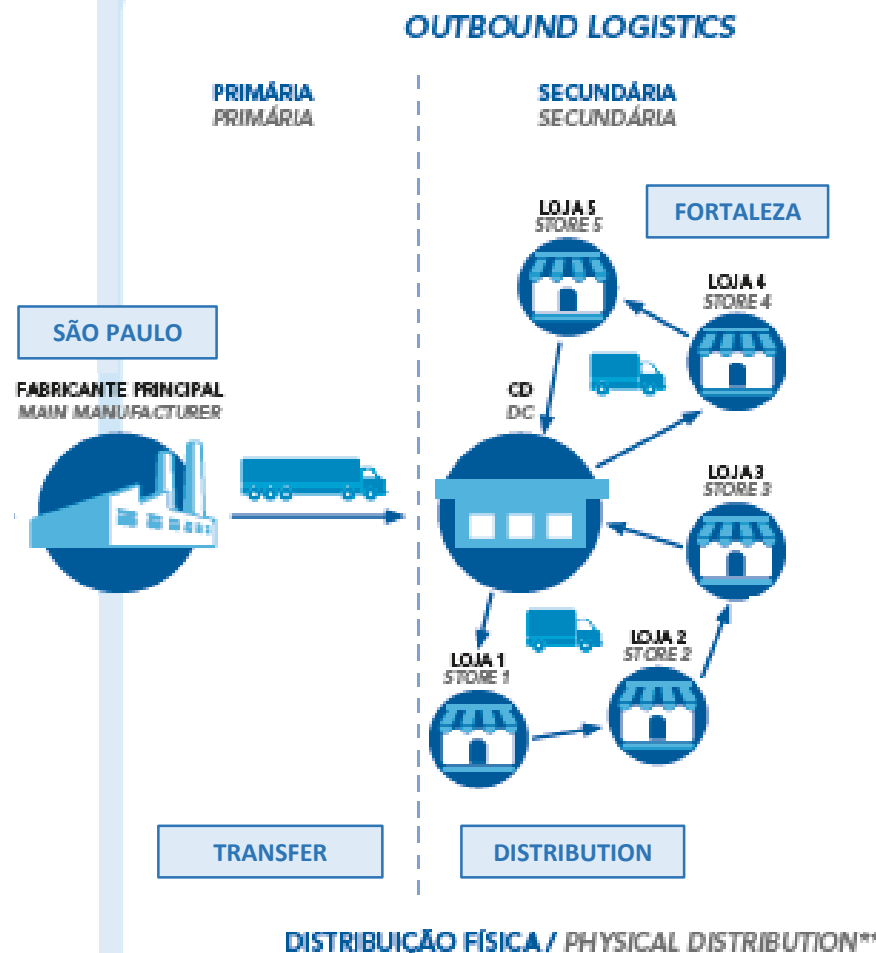 OUTBOUND LOGISTICS
PRIMÁRIA
PRIMÁRIA
SECUNDÁRIA
SECUNDÁRIA
LOJA 5
STORE 5
FORTALEZA
LOJA 4
STORE 4
SÃO PAULO
FABRICANTE PRINCIPAL
MAIN MANUFACTURER
CD
DC
LOJA 3
STORE 3
LOJA 2
STORE 2
LOJA 1
STORE 1
TRANSFER
DISTRIBUTION
DISTRIBUIÇÃO FÍSICA / PHYSICAL DISTRIBUTION**